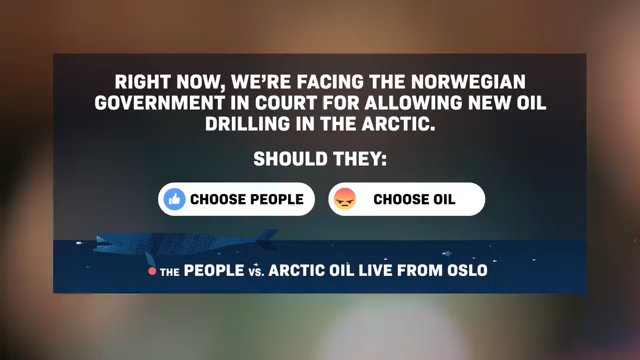 RIGHT NOW, WE'RE FACING THE NORWEGIAN
GOVERNMENT IN COURT FOR ALLOWING NEW OIL
DRILLING IN THE ARCTIC.
SHOULD THEY:
CHOOSE PEOPLE
CHOOSE OIL
THE PEOPLE VS. ARCTIC OIL LIVE FROM OSLO